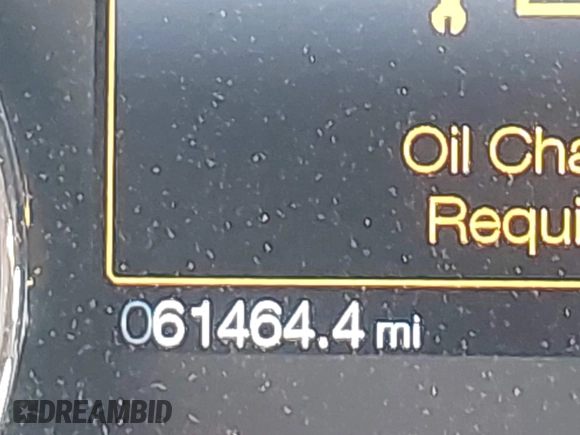 Oil Cha
Requi
061464.4 mi
DREAMBID